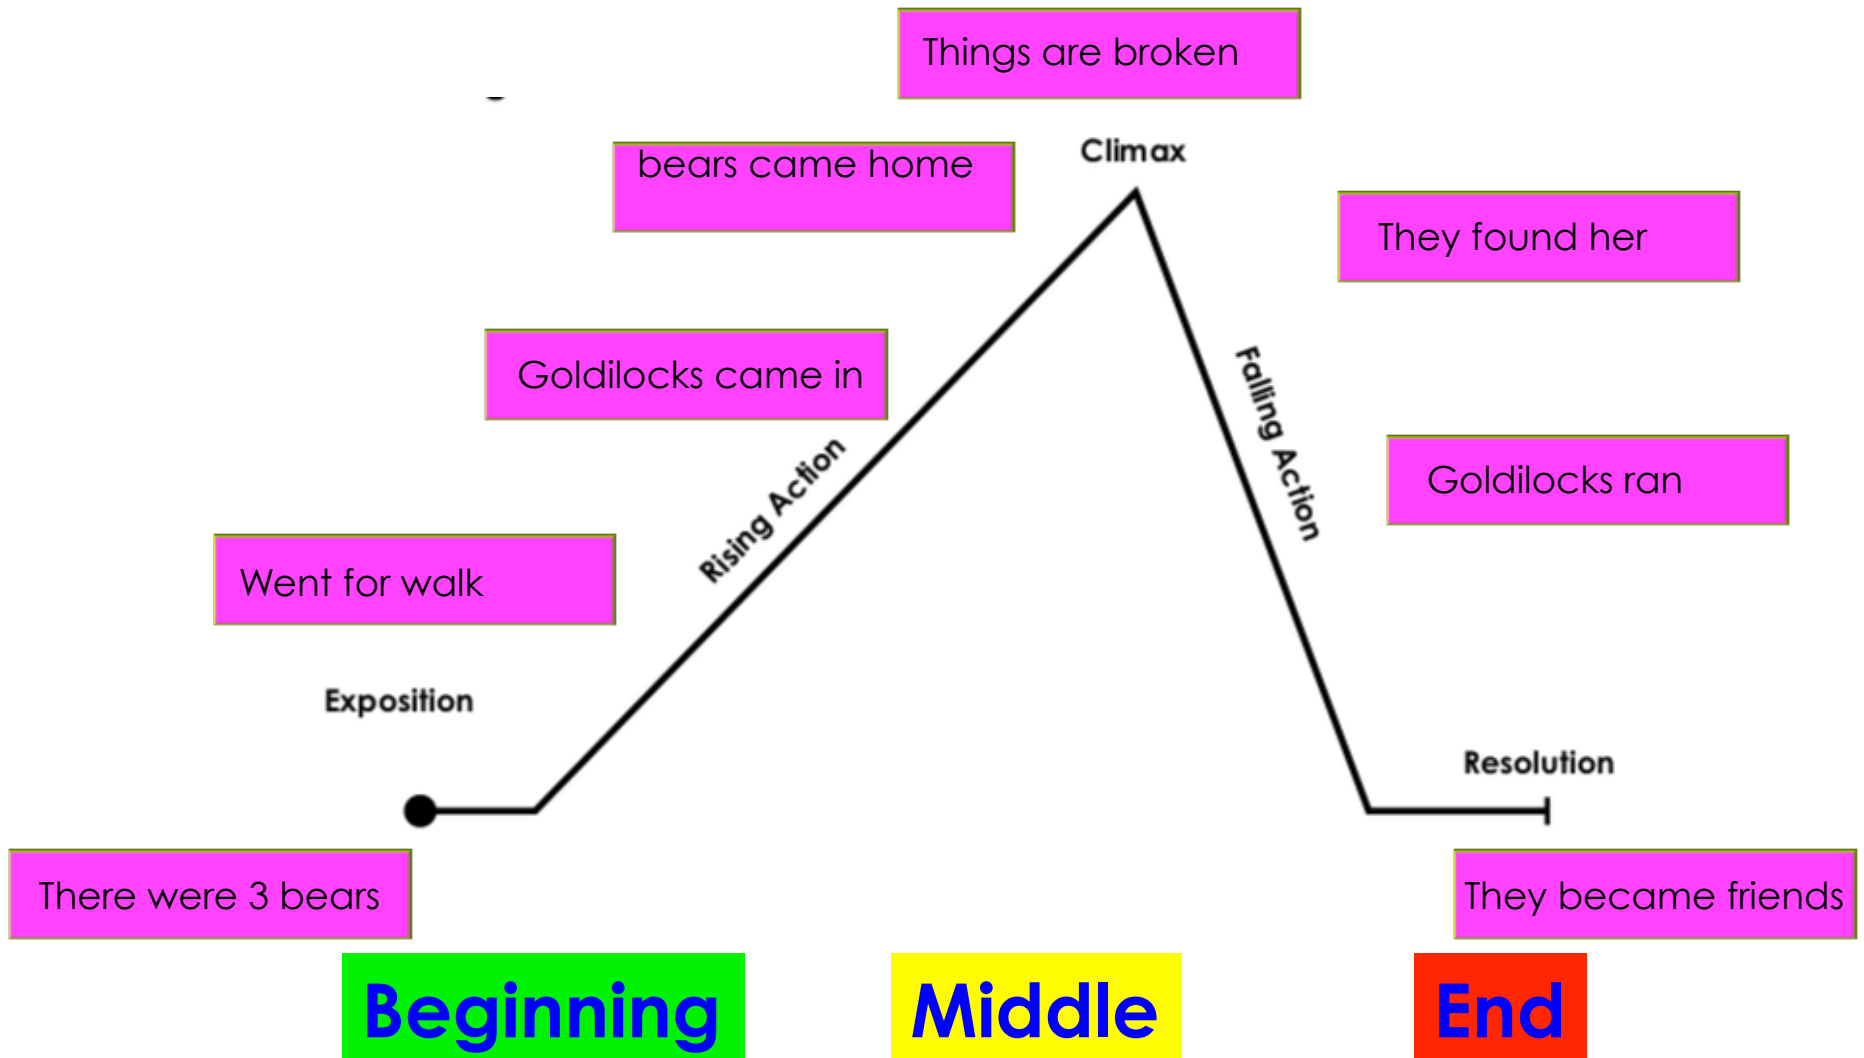 Things are broken
Climax
bears came home
They found her
Goldilocks came in
Falling Action
Rising Action
Goldilocks ran
Went for walk
Exposition
Resolution
There were 3 bears
They became friends
Beginning
Middle
End